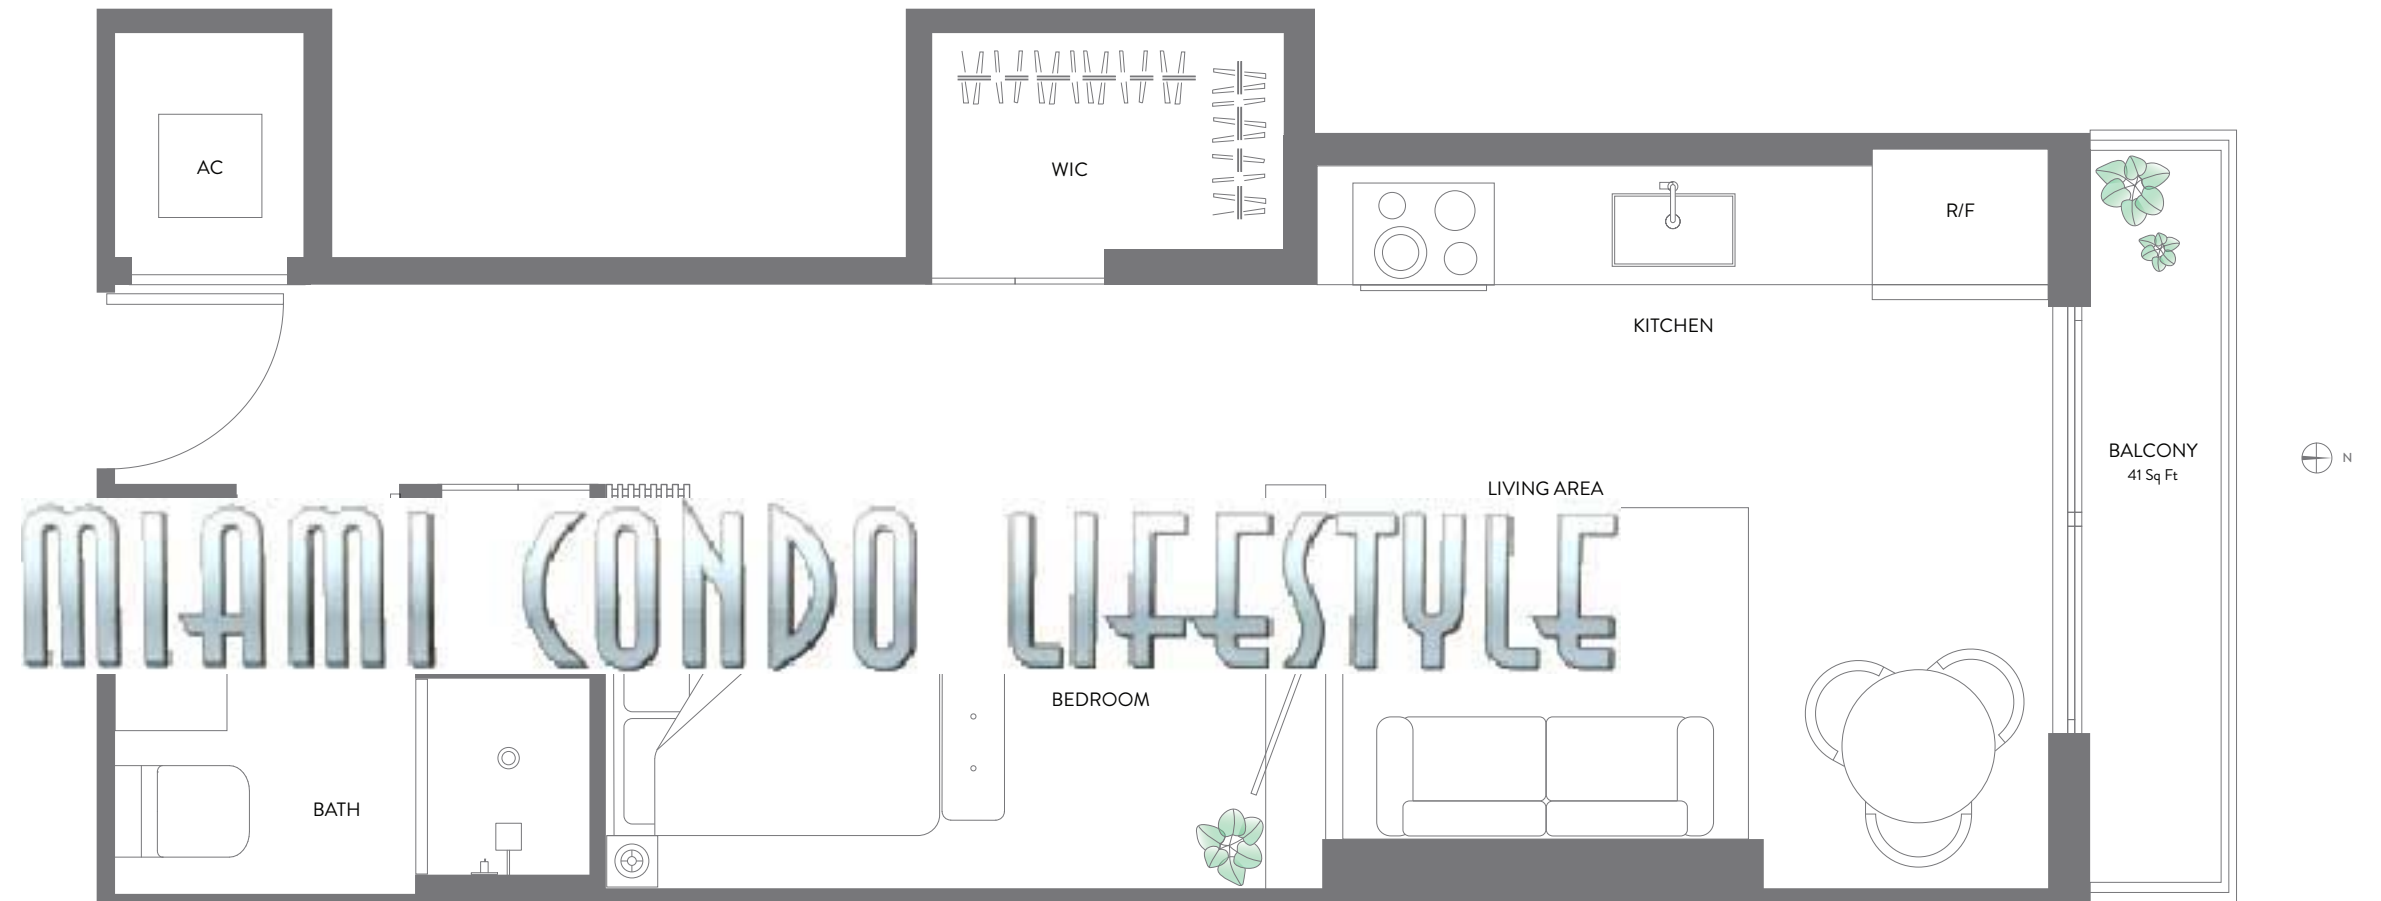 AC
WIC
R/F
KITCHEN
BALCONY
41 Sq Ft
N
LIVING AREA
MIAMI CONDO LIFESTYLE
BEDROOM
BATH